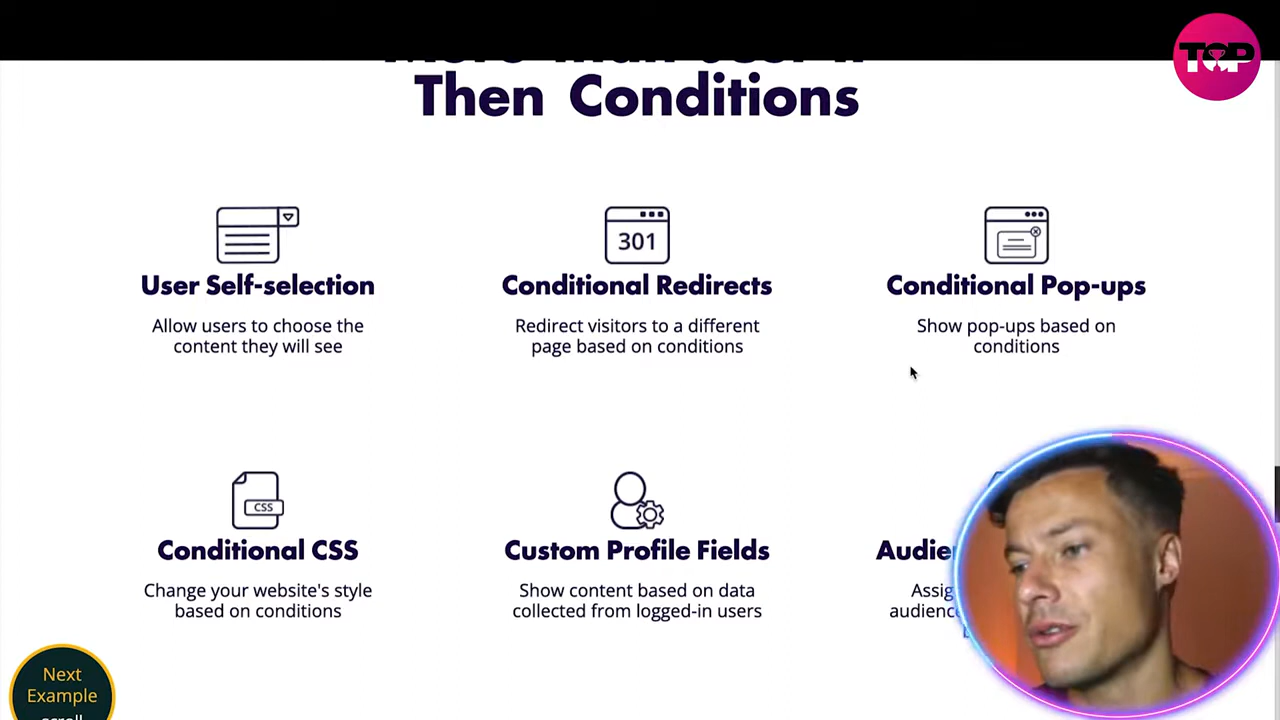 TOP
Then Conditions
301
User Self-selection
Conditional Redirects
Conditional Pop-ups
Allow users to choose the
content they will see
Redirect visitors to a different
page based on conditions
Show pop-ups based on
conditions
CSS
Conditional CSS
Custom Profile Fields
Change your website's style
based on conditions
Show content based on data
collected from logged-in users
Next
Example